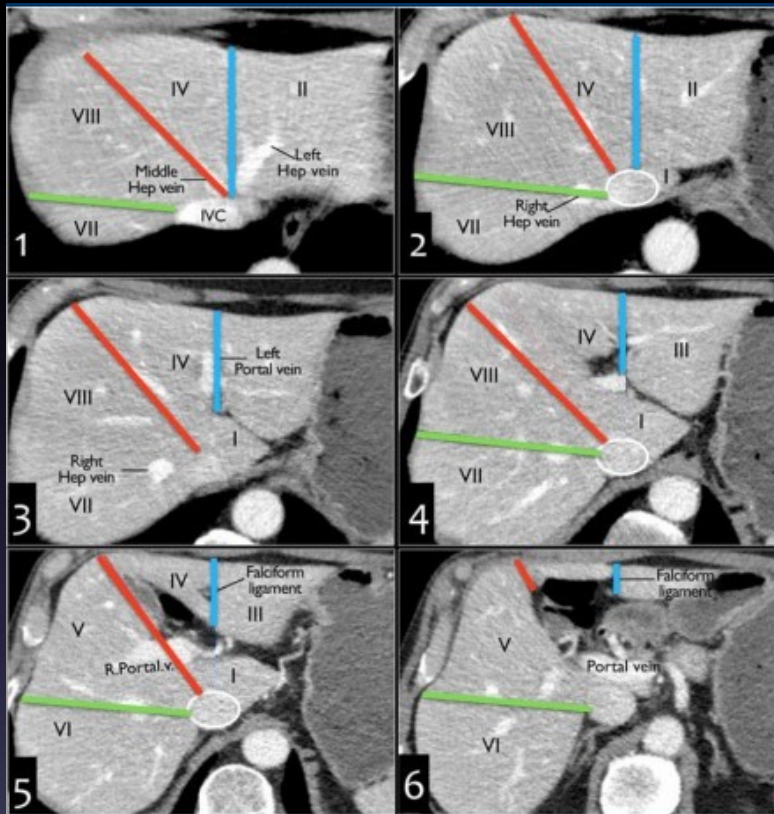 IV
II
VIII
Left
Hep vein
Middle
Hep vein
IVC
VII
1
IV
II
VIII
I
Right
Hep vein
VII
2
IV
Left
Portal vein
VIII
I
Right
Hep vein
VII
3
IV
III
VIII
I
VII
4
IV
Falciform
ligament
III
V
R.Portal.v.
I
VI
5
Falciform
ligament
V
Portal vein
VI
6